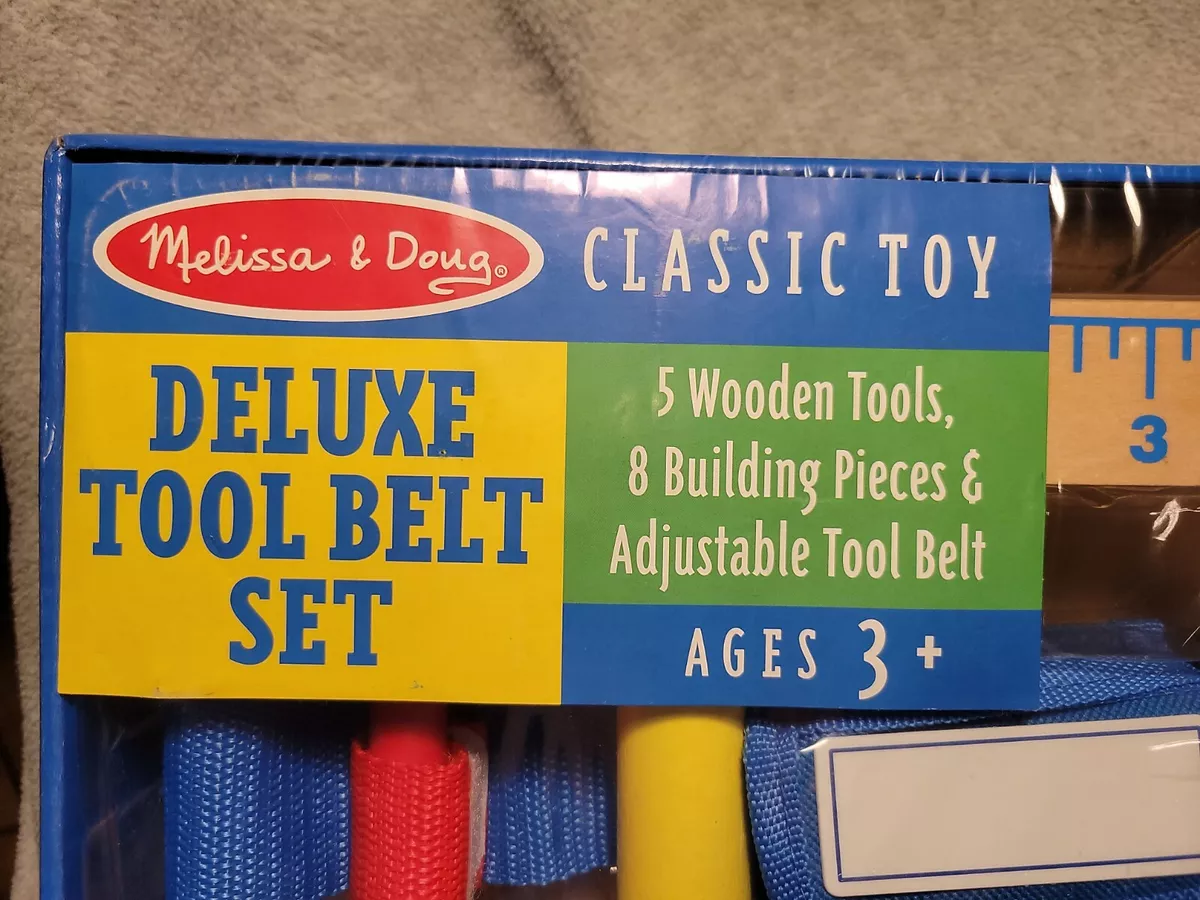 Melissa & Doug®
CLASSIC TOY
DELUXE
TOOL BELT
SET
5 Wooden Tools,
8 Building Pieces &
Adjustable Tool Belt
AGES 3+
3